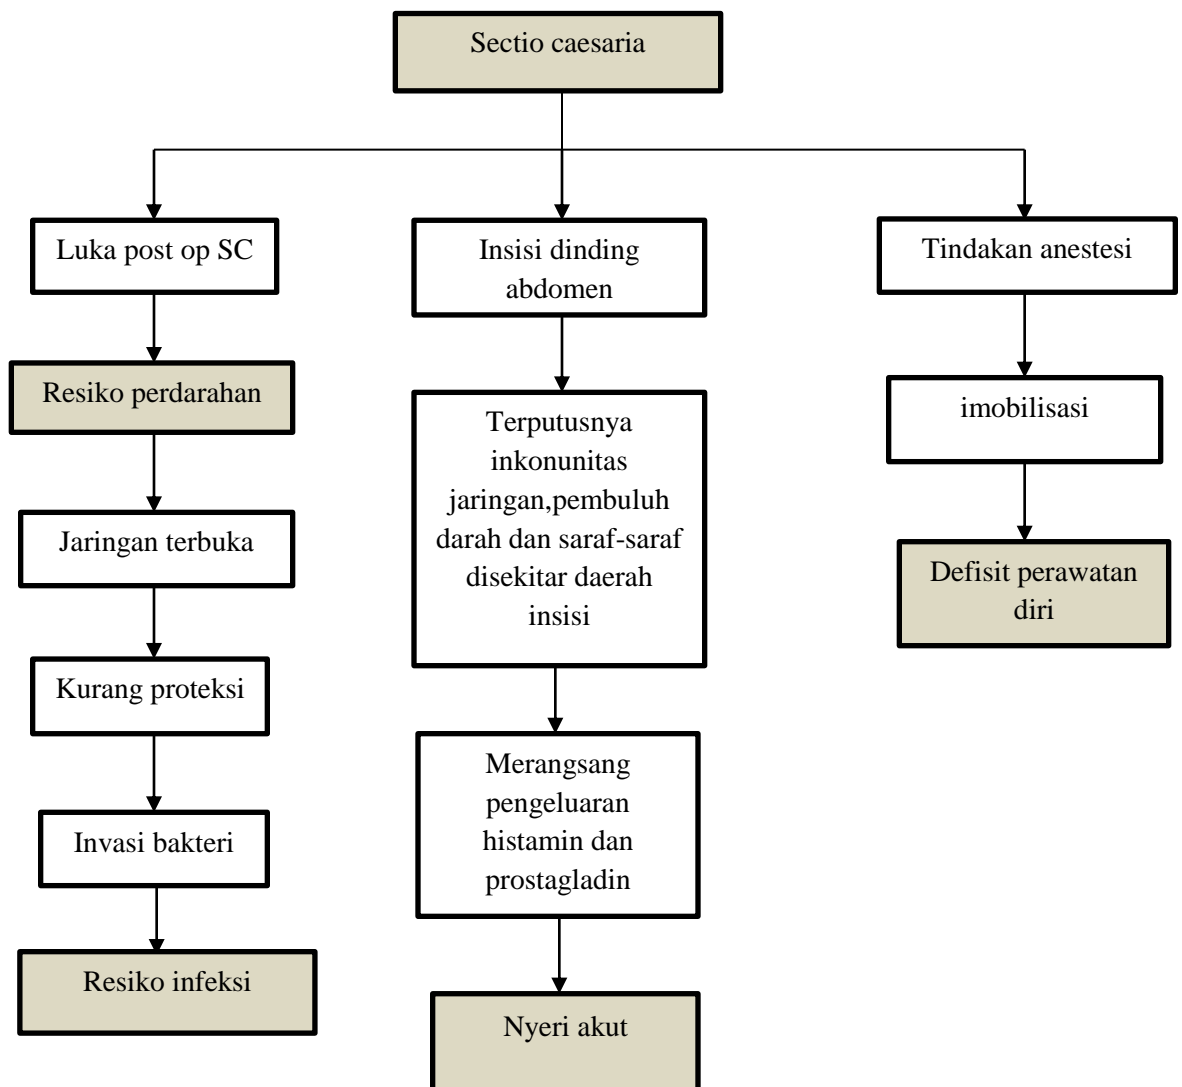 Sectio caesaria
Luka post op SC
Resiko perdarahan
Jaringan terbuka
Kurang proteksi
Invasi bakteri
Resiko infeksi
Insisi dinding
abdomen
Terputusnya
inkonunitas
jaringan,pembuluh
darah dan saraf-saraf
disekitar daerah
insisi
Merangsang
pengeluaran
histamin dan
prostagladin
Nyeri akut
Tindakan anestesi
imobilisasi
Defisit perawatan
diri